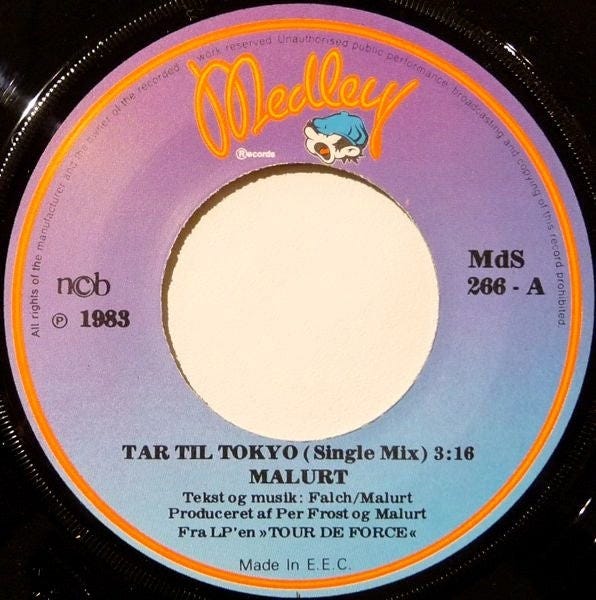 All rights of the manufacturer and the owner of the recorded work reserved Unauthorised public performance, broadcasting and copying of this record prohibited.
Medley
® Records
MdS
266 - A
n©b
℗ 1983
TAR TIL TOKYO (Single Mix) 3:16
MALURT
Tekst og musik: Falch/Malurt
Produceret af Per Frost og Malurt
Fra LP'en »TOUR DE FORCE«
Made In E.E.C.